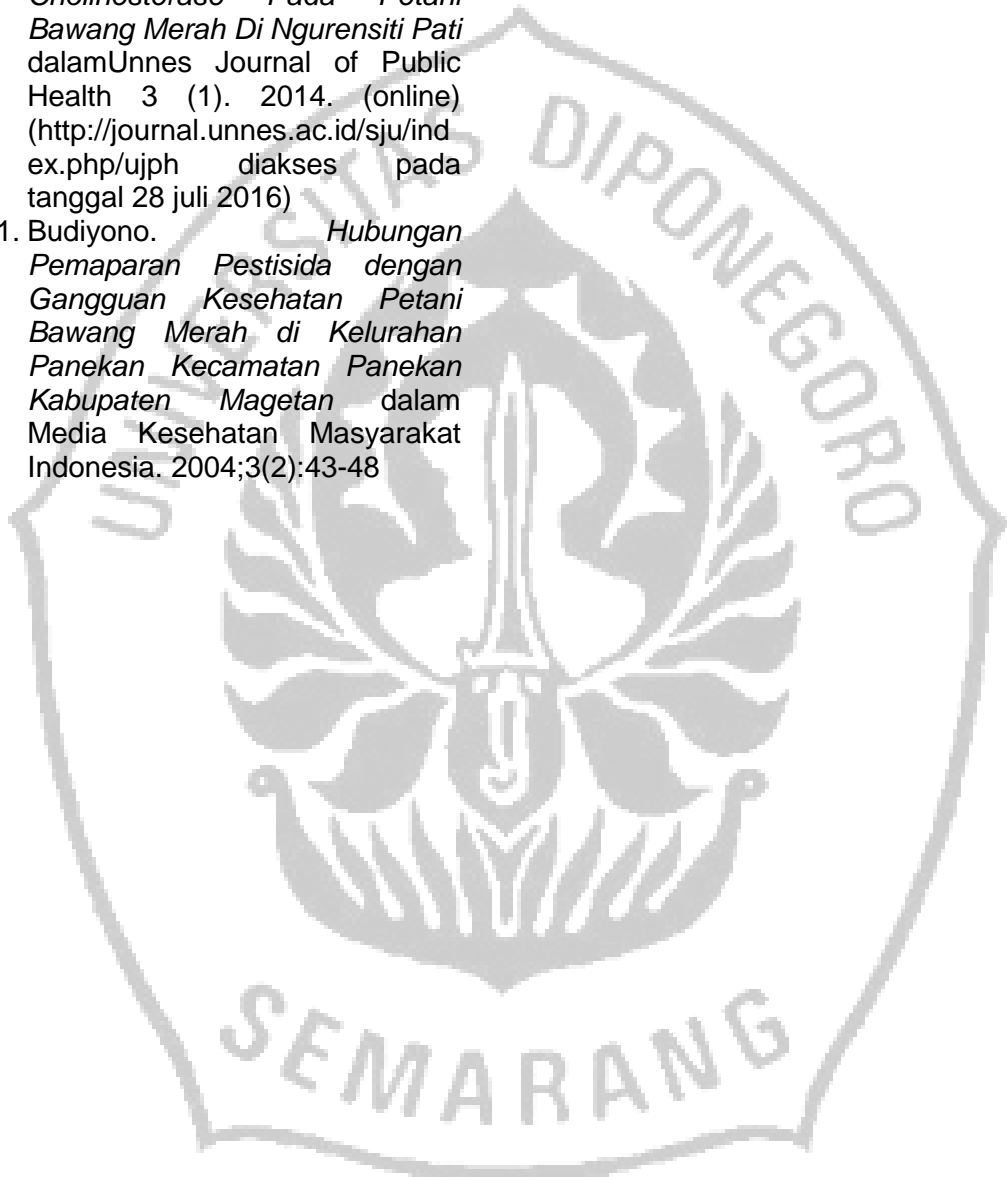 Pada Petani
Bawang Merah Di Ngurensiti Pati
dalamUnnes Journal of Public
Health 3 (1). 2014. (online)
(http://journal.unnes.ac.id/sju/ind
ex.php/ujph diakses pada
tanggal 28 juli 2016)
1. Budiyono. Hubungan
Pemaparan Pestisida dengan
Gangguan Kesehatan Petani
Bawang Merah di Kelurahan
Panekan Kecamatan Panekan
Kabupaten Magetan dalam
Media Kesehatan Masyarakat
Indonesia. 2004;3(2):43-48
UNIVERSITAS DIPONEGORO
SEMARANG